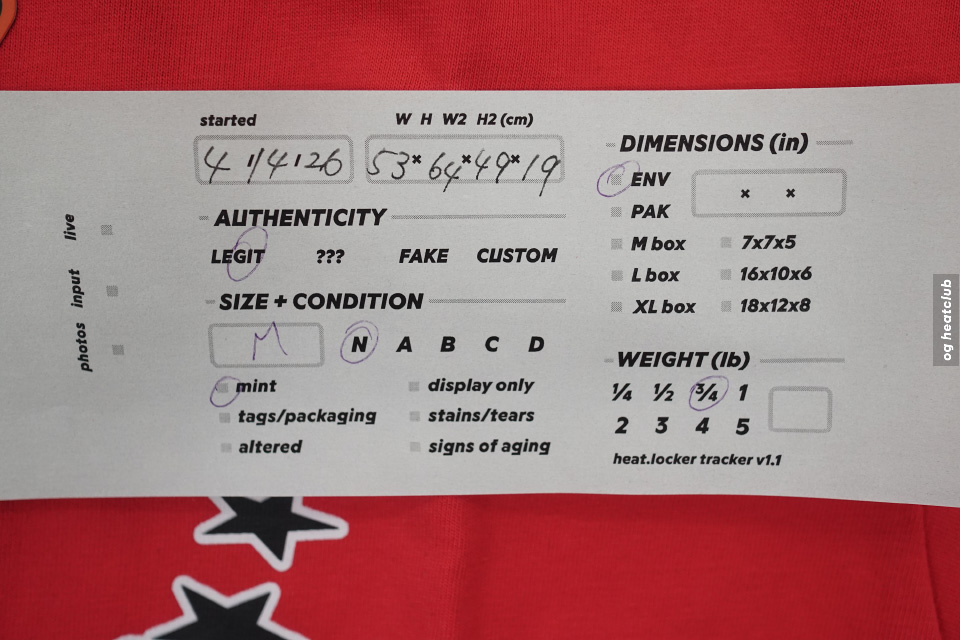 started
4/14/26
W H W2 H2 (cm)
53 × 64 × 49 × 19
AUTHENTICITY
LEGIT ??? FAKE CUSTOM
SIZE + CONDITION
M N A B C D
mint
tags/packaging
altered
display only
stains/tears
signs of aging
DIMENSIONS (in)
ENV × ×
PAK
M box 7x7x5
L box 16x10x6
XL box 18x12x8
WEIGHT (lb)
¼ ½ ¾ 1
2 3 4 5
heat.locker tracker v1.1
live
input
photos
og heatclub